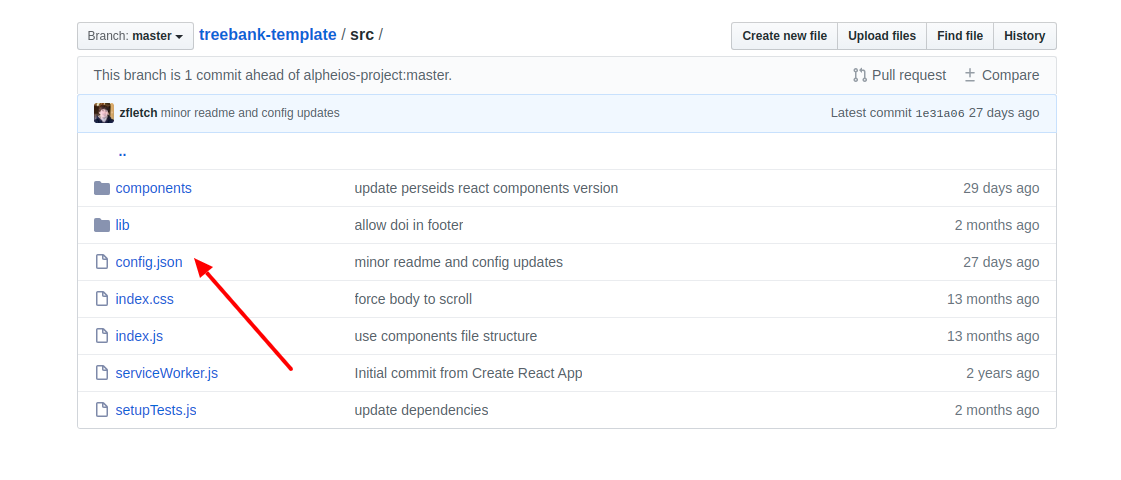 Branch: master treebank-template / src / Create new file Upload files Find file History
This branch is 1 commit ahead of alpheios-project:master. Pull request Compare
zfletch minor readme and config updates Latest commit 1e31a06 27 days ago
..
components update perseids react components version 29 days ago
lib allow doi in footer 2 months ago
config.json minor readme and config updates 27 days ago
index.css force body to scroll 13 months ago
index.js use components file structure 13 months ago
serviceWorker.js Initial commit from Create React App 2 years ago
setupTests.js update dependencies 2 months ago